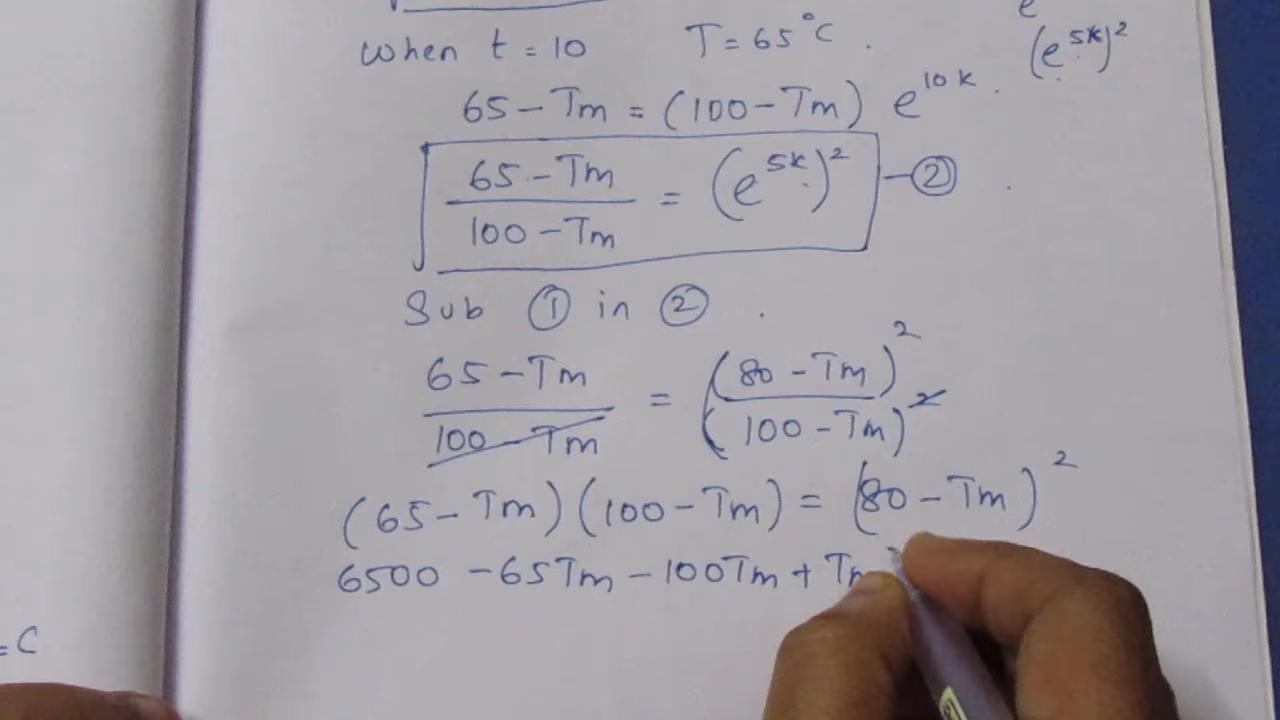 e
When t = 10 T = 65°C .
(e^5k)^2
65 - Tm = (100 - Tm) e^10k .
65 - Tm / 100 - Tm = (e^5k)^2 - ②
Sub ① in ② .
65 - Tm / 100 - Tm = (80 - Tm)^2 / (100 - Tm)^2
(65 - Tm)(100 - Tm) = (80 - Tm)^2
6500 - 65Tm - 100Tm + Tm
= C